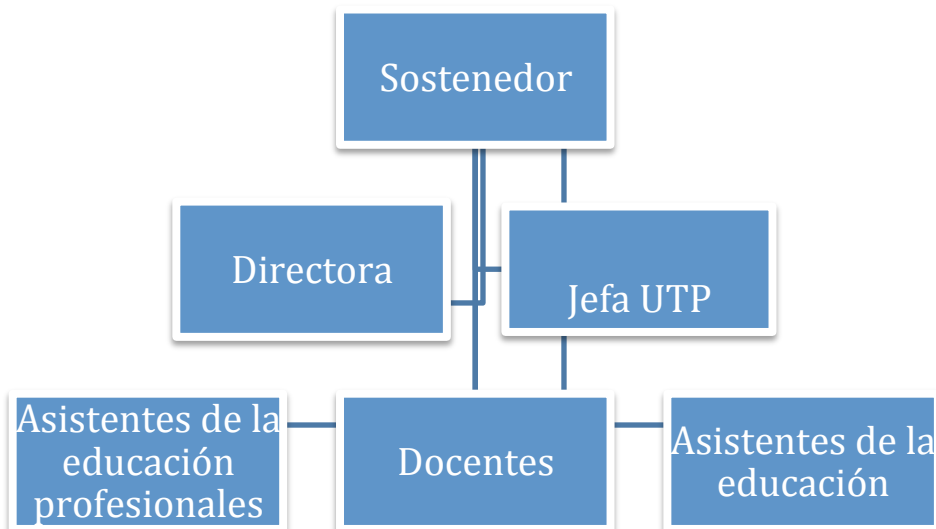 Sostenedor
Directora
Jefa UTP
Asistentes de la
educación
profesionales
Docentes
Asistentes de la
educación